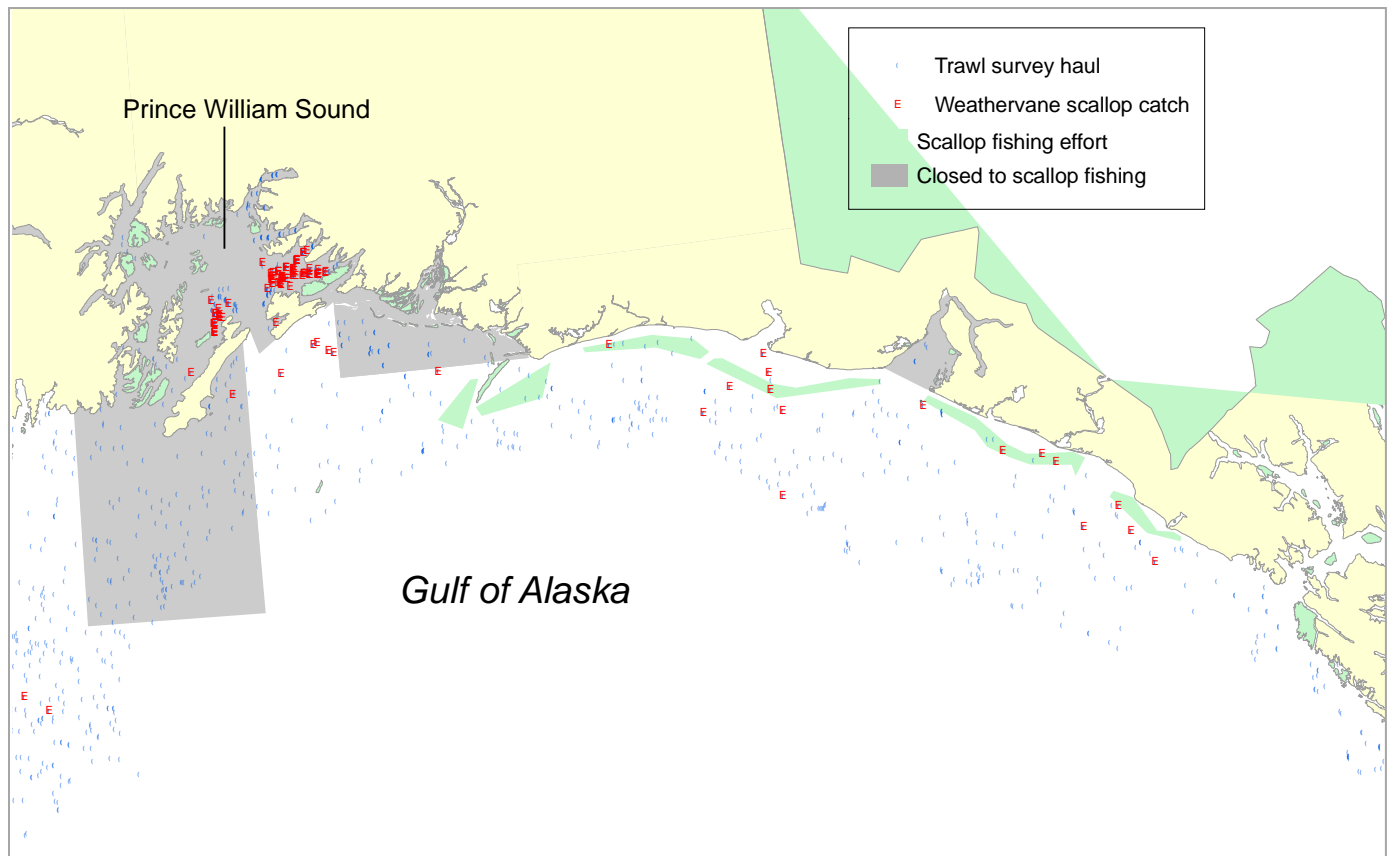 Prince William Sound
Trawl survey haul
E Weathervane scallop catch
Scallop fishing effort
Closed to scallop fishing
Gulf of Alaska